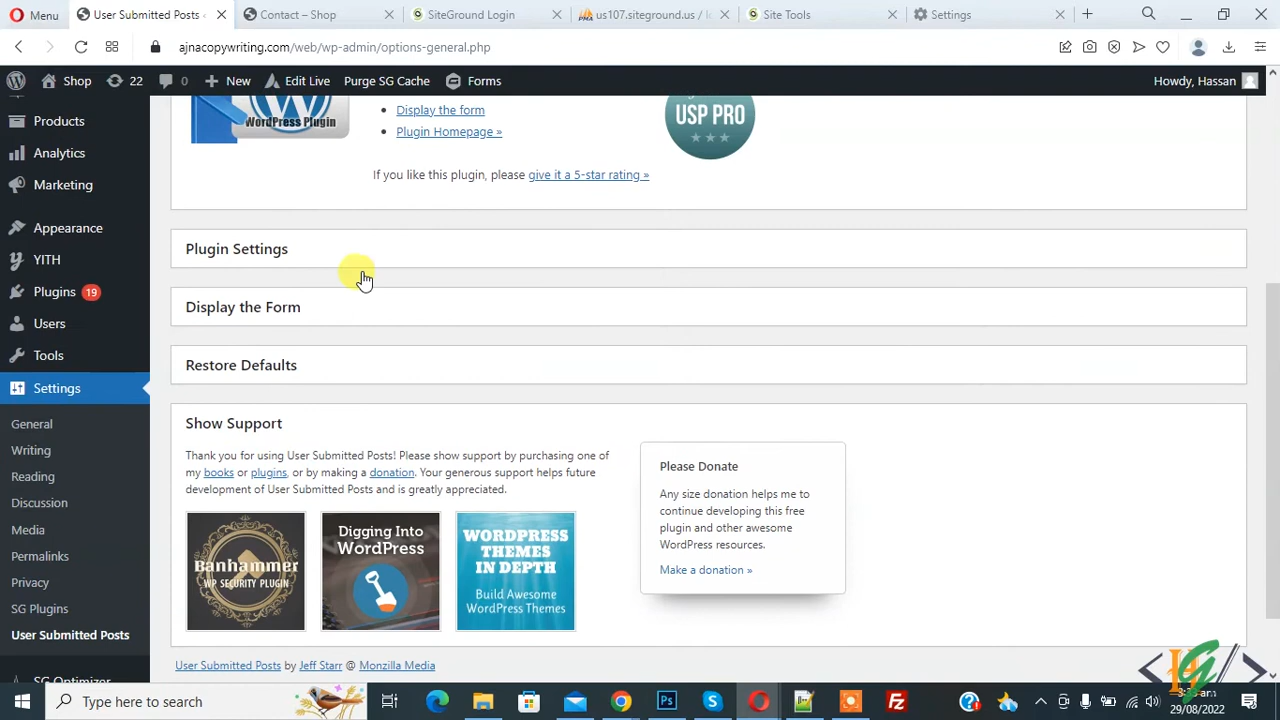 Menu
User Submitted Posts
Contact – Shop
SiteGround Login
us107.siteground.us / l
Site Tools
Settings
ajnacopywriting.com/web/wp-admin/options-general.php
Shop
22
0
New
Edit Live
Purge SG Cache
Forms
Howdy, Hassan
Products
Analytics
Marketing
Appearance
YITH
Plugins 19
Users
Tools
Settings
General
Writing
Reading
Discussion
Media
Permalinks
Privacy
SG Plugins
User Submitted Posts
SG Optimizer
WordPress Plugin
Display the form
Plugin Homepage »
USP PRO
If you like this plugin, please give it a 5-star rating »
Plugin Settings
Display the Form
Restore Defaults
Show Support
Thank you for using User Submitted Posts! Please show support by purchasing one of
my books or plugins, or by making a donation. Your generous support helps future
development of User Submitted Posts and is greatly appreciated.
Banhammer
WP SECURITY PLUGIN
Digging Into
WordPress
WORDPRESS
THEMES
IN DEPTH
Build Awesome
WordPress Themes
Please Donate
Any size donation helps me to
continue developing this free
plugin and other awesome
WordPress resources.
Make a donation »
User Submitted Posts by Jeff Starr @ Monzilla Media
Type here to search
29/08/2022